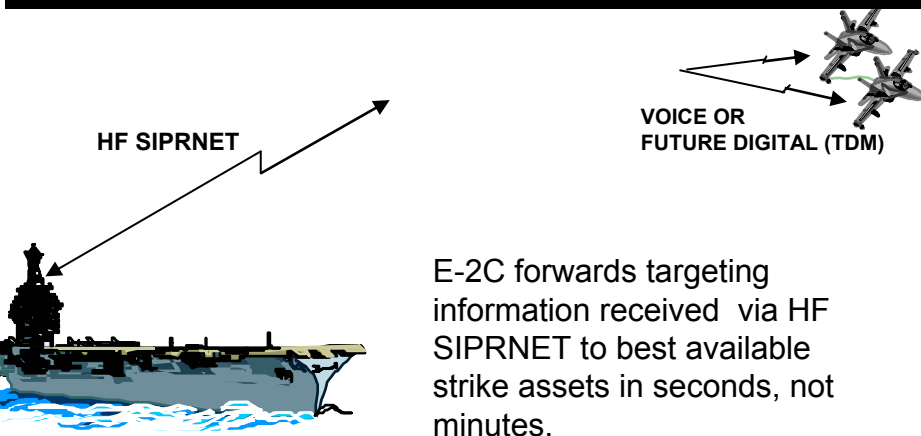 VOICE OR
FUTURE DIGITAL (TDM)
HF SIPRNET
E-2C forwards targeting
information received via HF
SIPRNET to best available
strike assets in seconds, not
minutes.